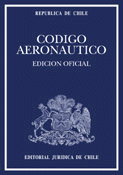 REPUBLICA DE CHILE
CODIGO
AERONAUTICO
EDICION OFICIAL
EDITORIAL JURIDICA DE CHILE